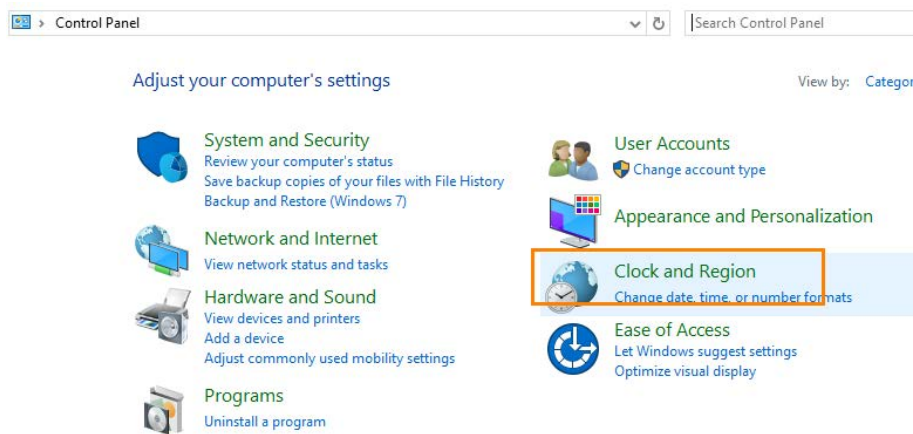 Control Panel
Search Control Panel
Adjust your computer's settings
View by:
System and Security
Review your computer's status
Save backup copies of your files with File History
Backup and Restore (Windows 7)
Network and Internet
View network status and tasks
Hardware and Sound
View devices and printers
Add a device
Adjust commonly used mobility settings
Programs
Uninstall a program
User Accounts
Change account type
Appearance and Personalization
Clock and Region
Change date, time, or number formats
Ease of Access
Let Windows suggest settings
Optimize visual display